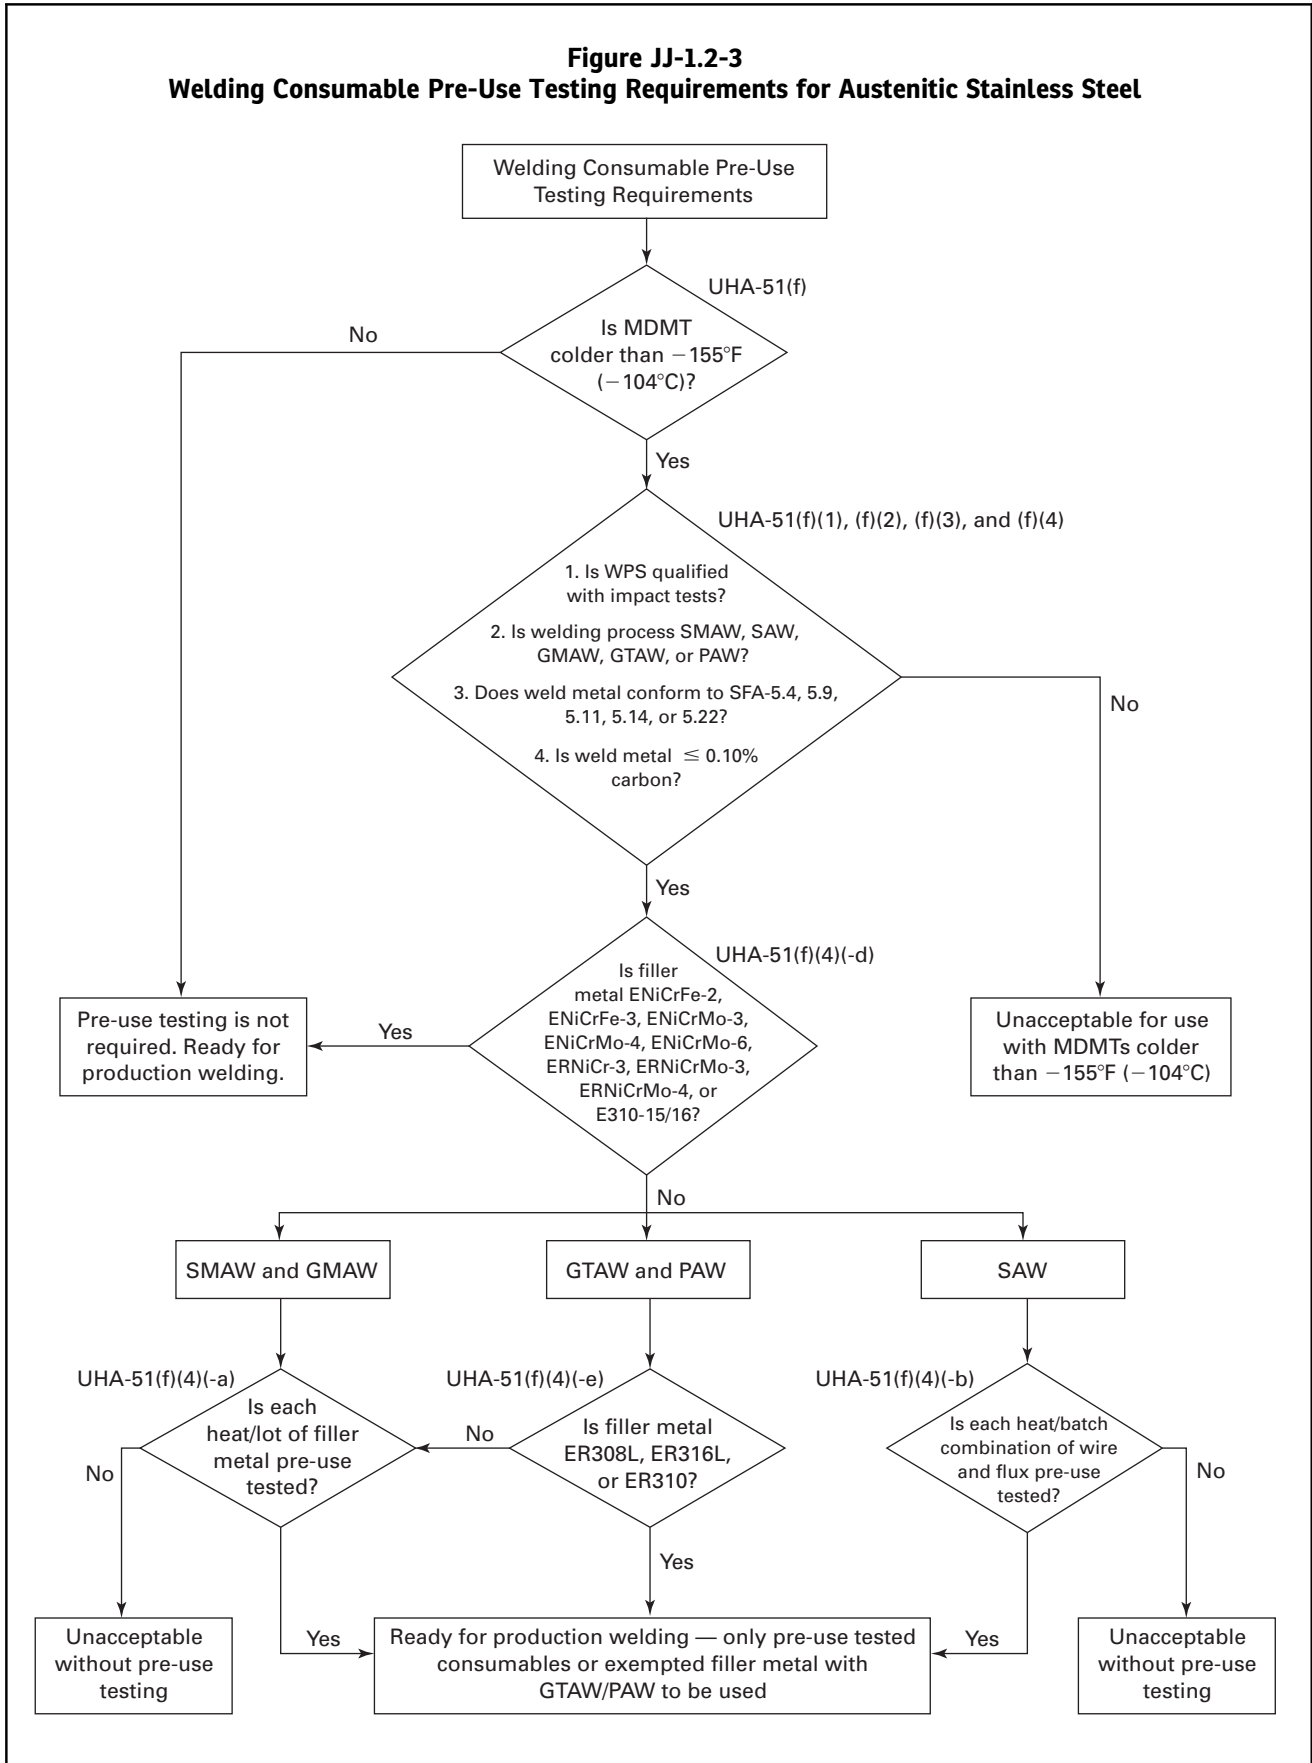 Figure JJ-1.2-3
Welding Consumable Pre-Use Testing Requirements for Austenitic Stainless Steel
Welding Consumable Pre-Use
Testing Requirements
UHA-51(f)
Is MDMT
colder than −155°F
(−104°C)?
No
Yes
UHA-51(f)(1), (f)(2), (f)(3), and (f)(4)
1. Is WPS qualified
with impact tests?
2. Is welding process SMAW, SAW,
GMAW, GTAW, or PAW?
3. Does weld metal conform to SFA-5.4, 5.9,
5.11, 5.14, or 5.22?
4. Is weld metal ≤ 0.10%
carbon?
No
Yes
UHA-51(f)(4)(-d)
Is filler
metal ENiCrFe-2,
ENiCrFe-3, ENiCrMo-3,
ENiCrMo-4, ENiCrMo-6,
ERNiCr-3, ERNiCrMo-3,
ERNiCrMo-4, or
E310-15/16?
Yes
Pre-use testing is not
required. Ready for
production welding.
Unacceptable for use
with MDMTs colder
than −155°F (−104°C)
No
SMAW and GMAW
GTAW and PAW
SAW
UHA-51(f)(4)(-a)
Is each
heat/lot of filler
metal pre-use
tested?
No
UHA-51(f)(4)(-e)
Is filler metal
ER308L, ER316L,
or ER310?
No
Yes
UHA-51(f)(4)(-b)
Is each heat/batch
combination of wire
and flux pre-use
tested?
No
Unacceptable
without pre-use
testing
Yes
Ready for production welding — only pre-use tested
consumables or exempted filler metal with
GTAW/PAW to be used
Yes
Unacceptable
without pre-use
testing